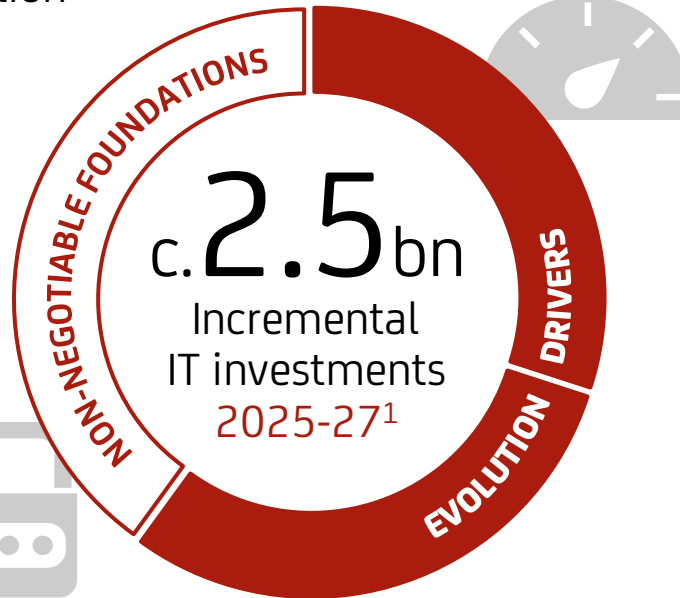 NON-NEGOTIABLE FOUNDATIONS
c.2.5bn
Incremental
IT investments
2025-27¹
DRIVERS
EVOLUTION